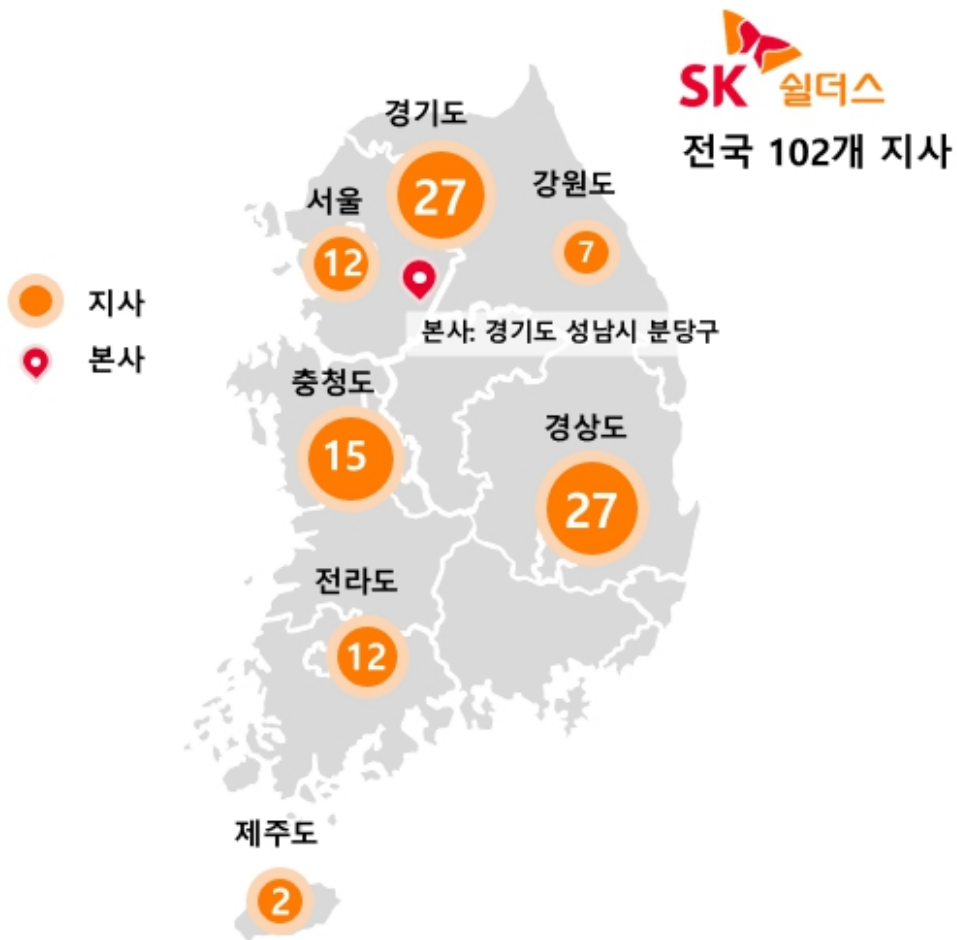 SK 쉴더스
전국 102개 지사
경기도
27
강원도
7
서울
12
지사
본사
본사: 경기도 성남시 분당구
충청도
15
경상도
27
전라도
12
제주도
2